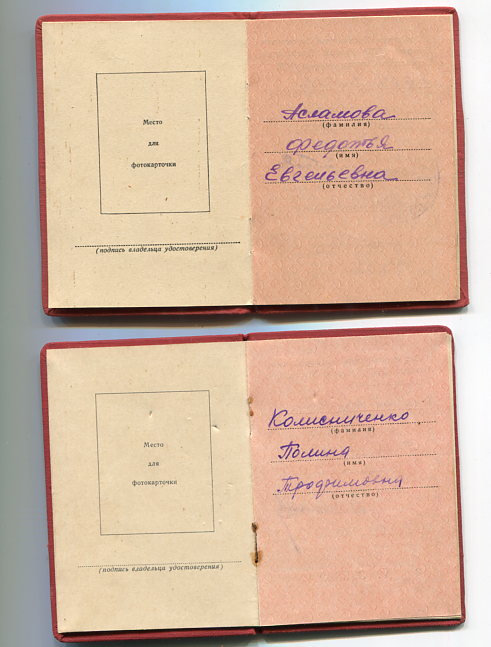 Место
для
фотокарточки
(подпись владельца удостоверения)
Асламова
(фамилия)
Федотья
(имя)
Евгеньевна
(отчество)
Место
для
фотокарточки
(подпись владельца удостоверения)
Колисниченко
(фамилия)
Полина
(имя)
(отчество)